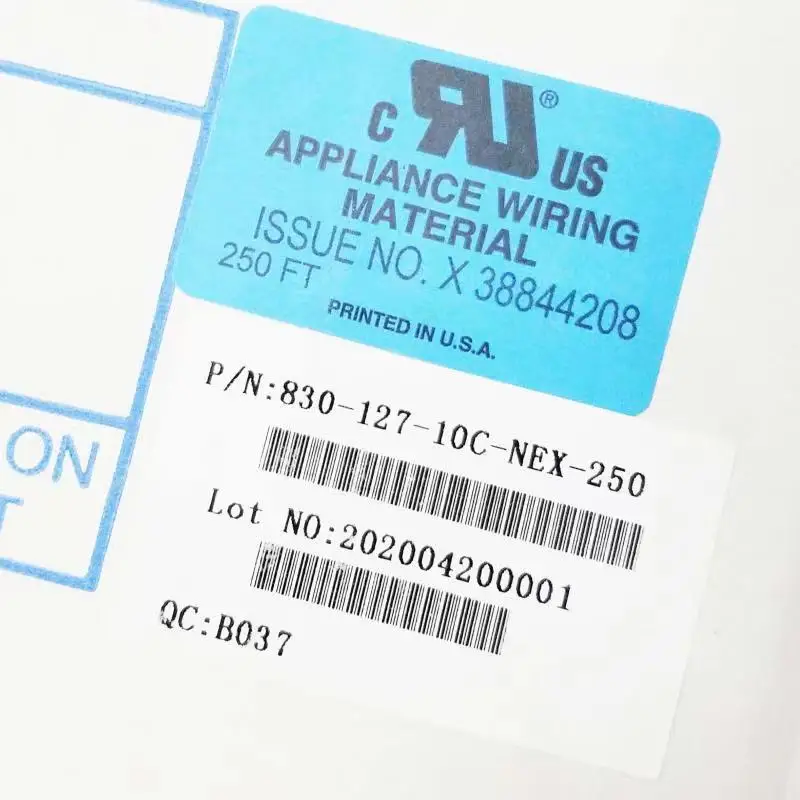 C RU® US
APPLIANCE WIRING
MATERIAL
ISSUE NO. X 38844208
250 FT
PRINTED IN U.S.A.
P/N:830-127-10C-NEX-250
Lot NO:202004200001
QC:B037
ON
T